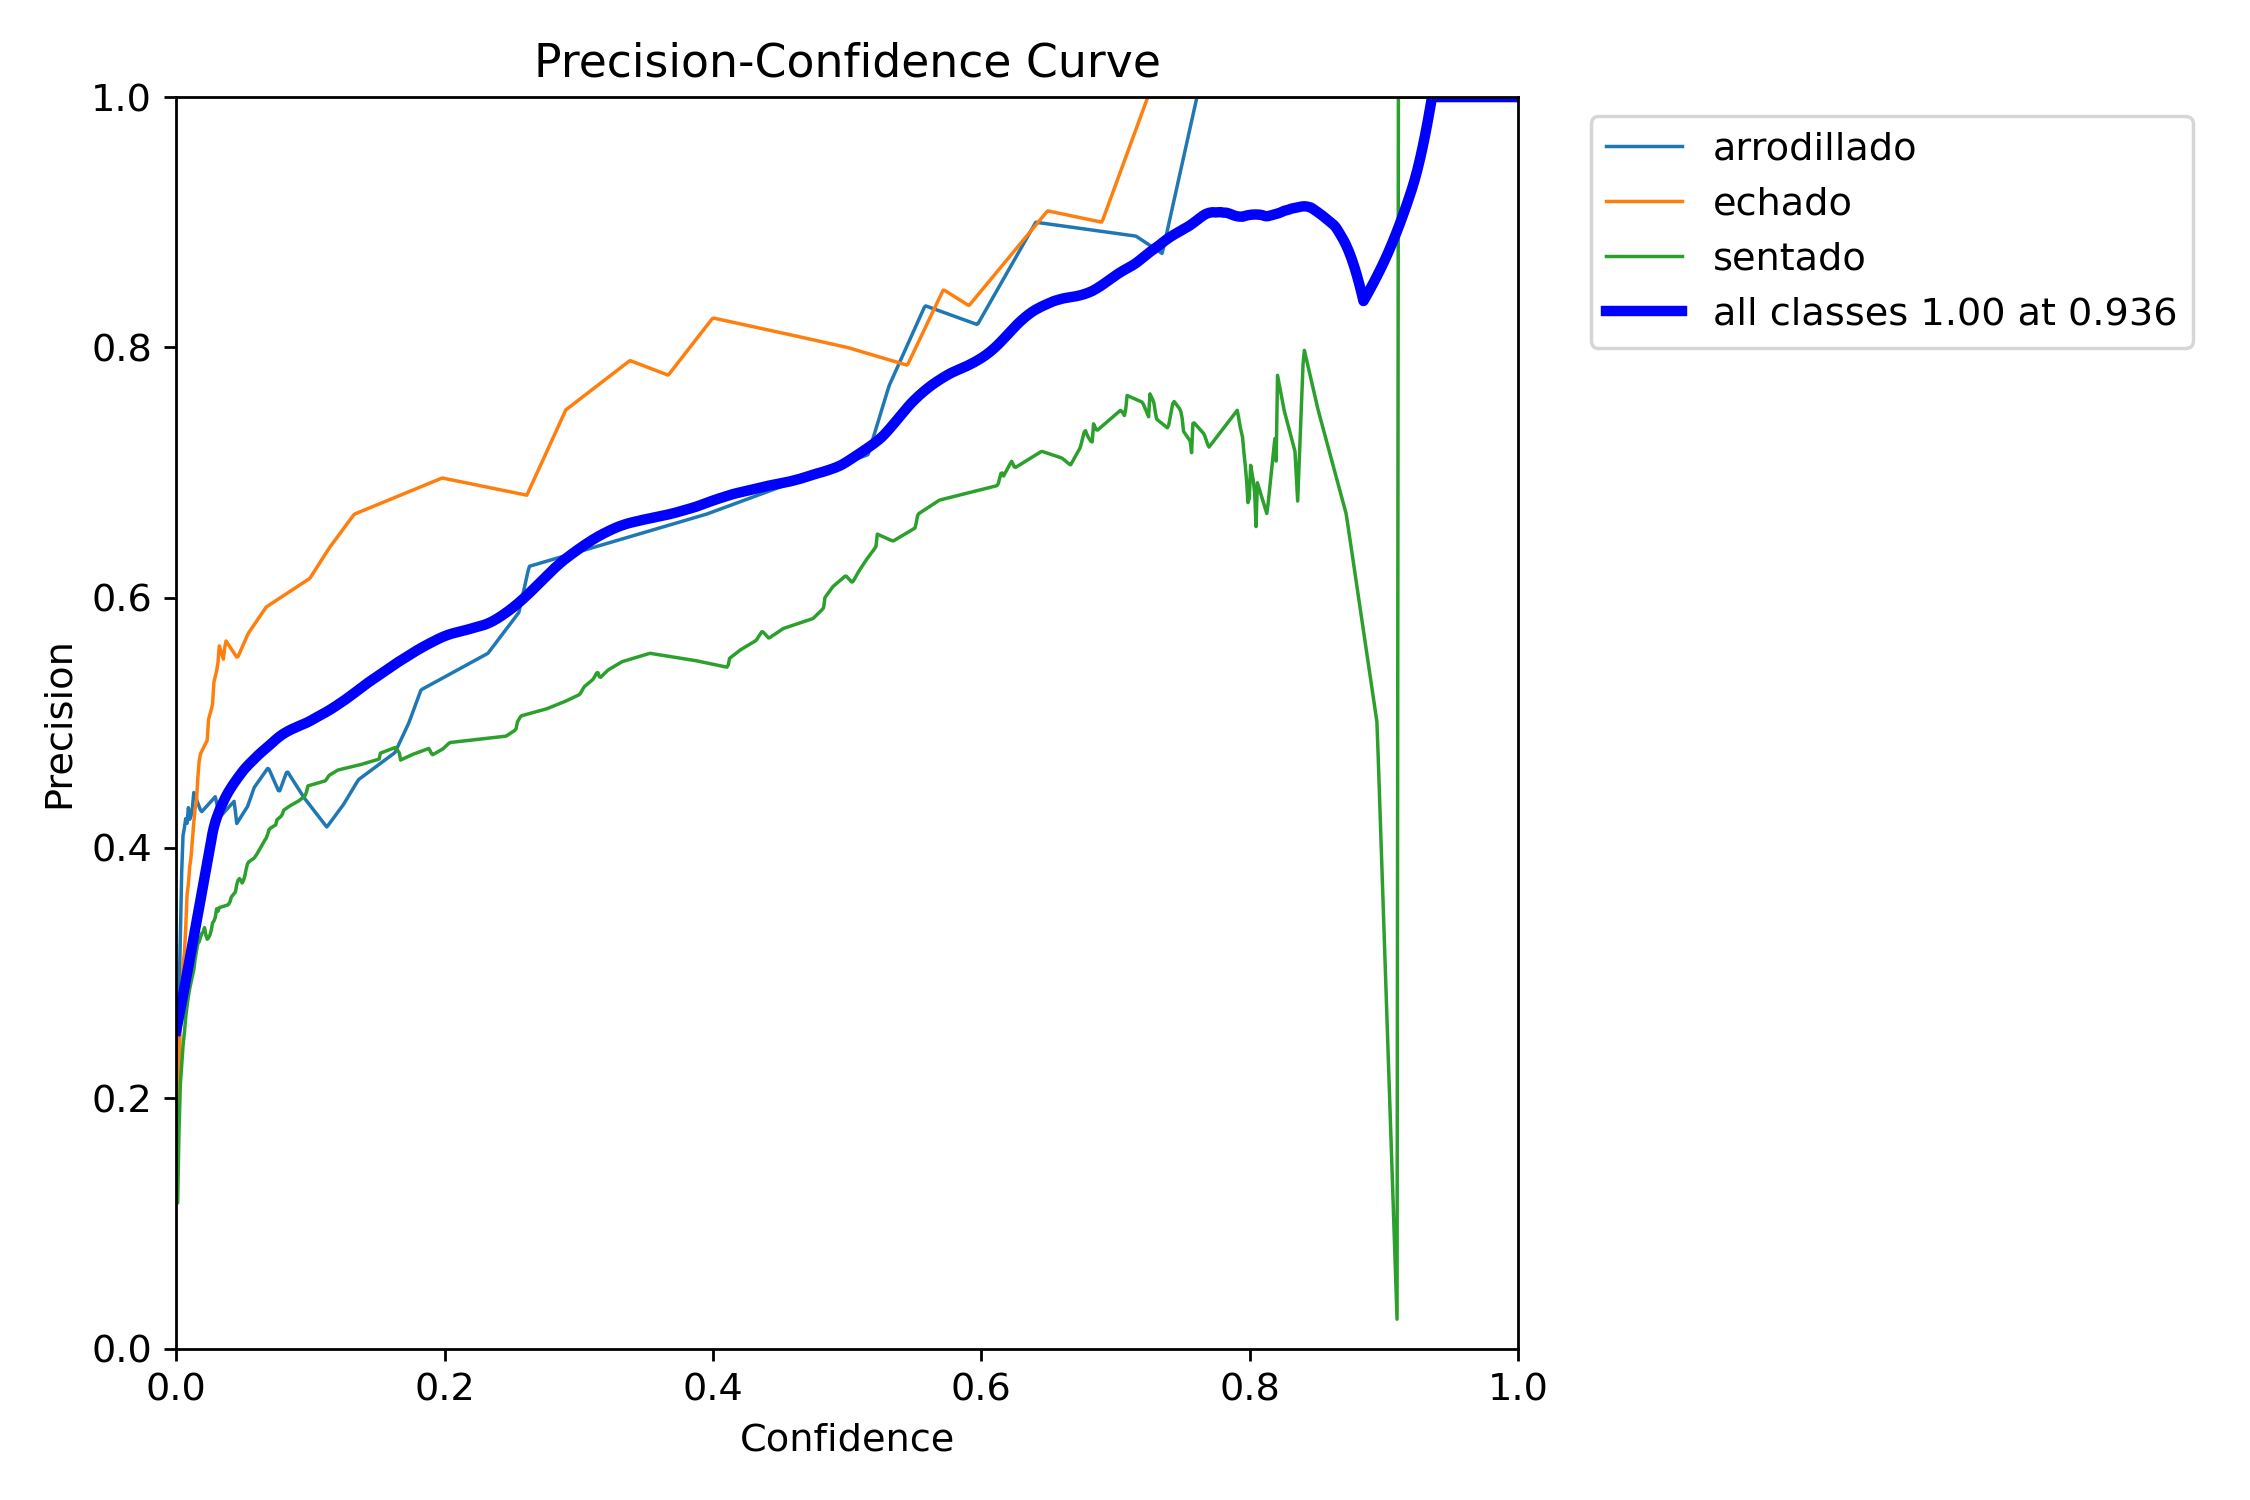 Precision-Confidence Curve
1.0
0.8
0.6
0.4
0.2
0.0
Precision
0.0 0.2 0.4 0.6 0.8 1.0
Confidence
arrodillado
echado
sentado
all classes 1.00 at 0.936